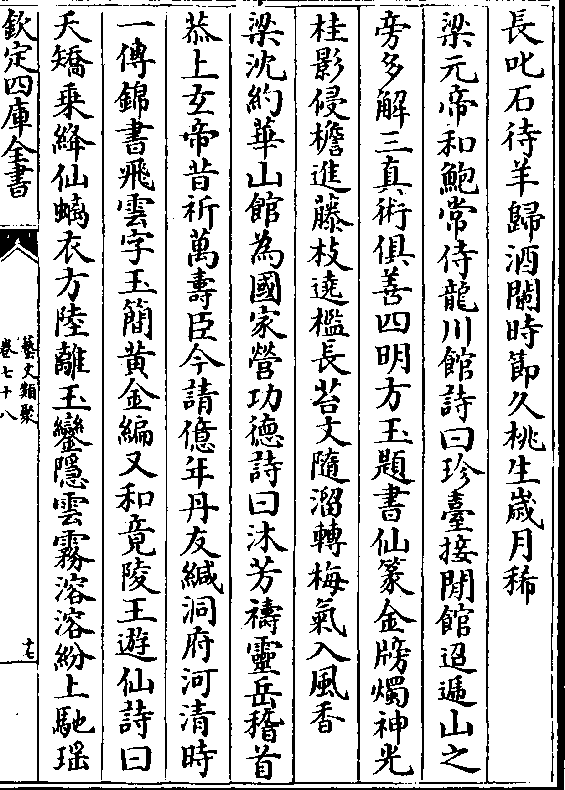 長叱石待羊歸酒闌時節久桃生歲月稀
梁元帝和鮑常侍龍川館詩曰珍臺接閒館迢遞山之
旁多解三真術俱善四明方玉題書仙篆金牓燭神光
桂影侵檐進藤枝遶檻長苔文隨溜轉梅氣入風香
梁沈約華山館為國家營功德詩曰沐芳禱靈岳稽首
恭上玄帝昔祈萬壽臣今請億年丹友緘洞府河清時
一傳錦書飛雲字玉簡黃金編又和竟陵王遊仙詩曰
夭矯乗絳仙螭衣方陸離玉鑾隱雲霧溶溶紛上馳瑶
欽定四庫全書
藝文類聚
卷七十八
十七